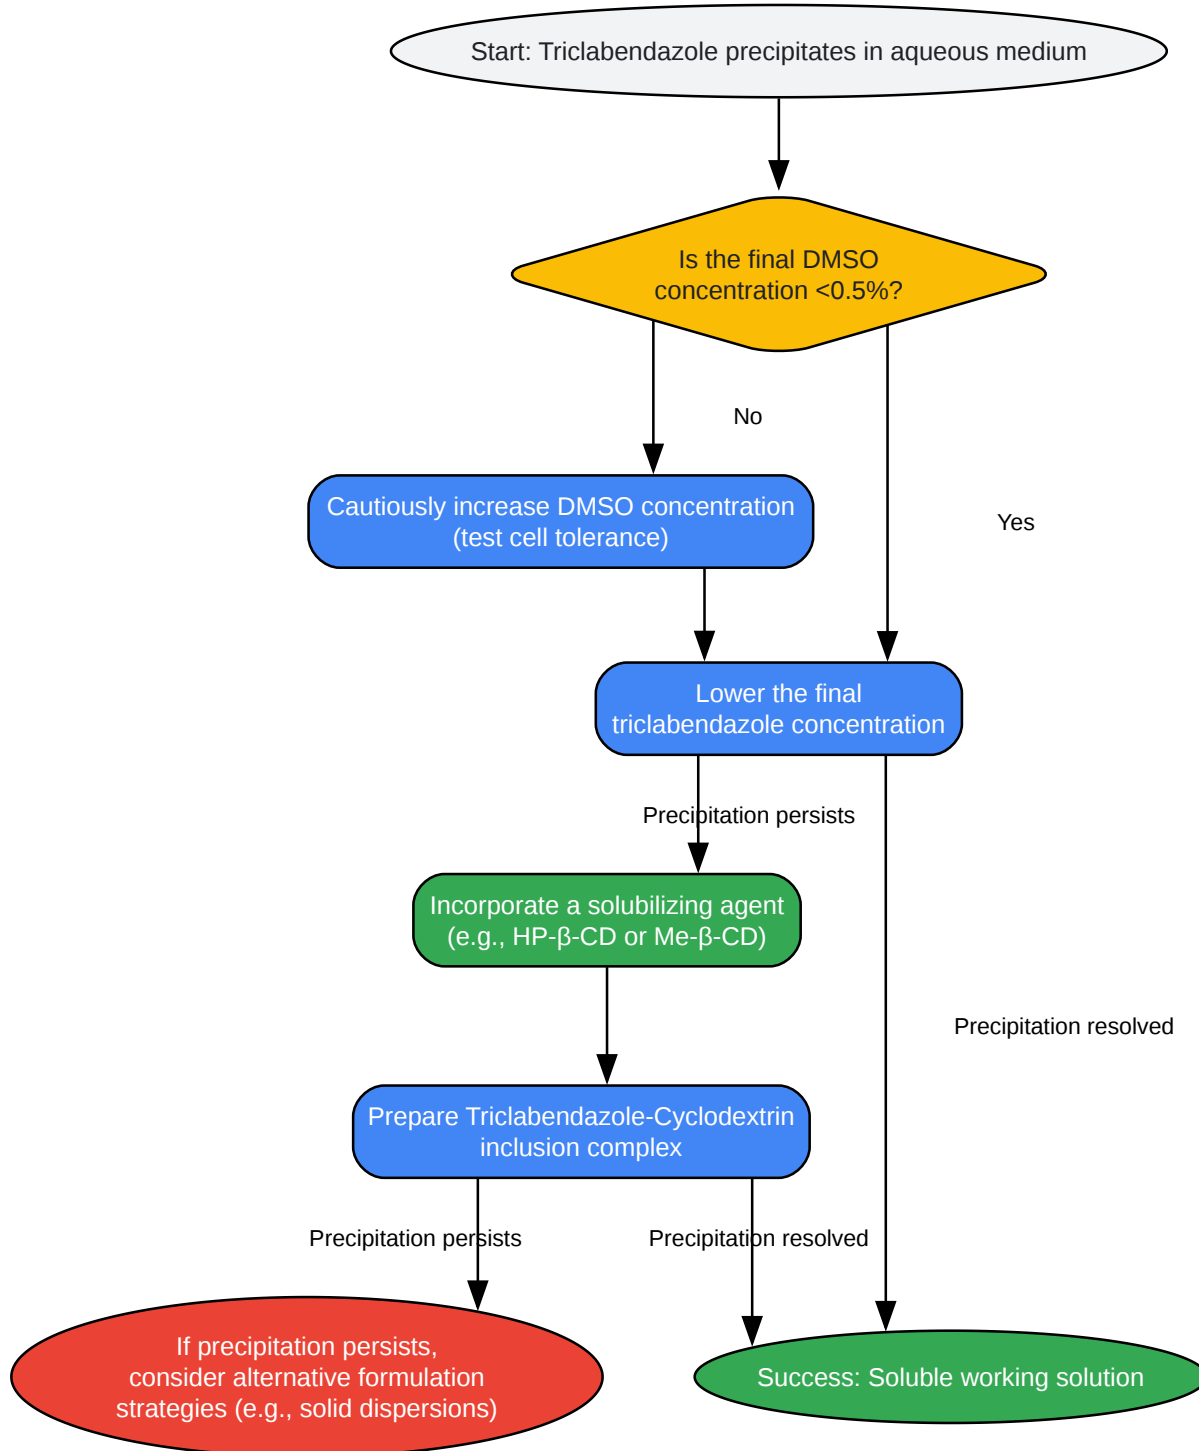 Start: Triclabendazole precipitates in aqueous medium
Is the final DMSO
concentration <0.5%?
No
Cautiously increase DMSO concentration
(test cell tolerance)
Yes
Lower the final
triclabendazole concentration
Precipitation persists
Incorporate a solubilizing agent
(e.g., HP-β-CD or Me-β-CD)
Precipitation resolved
Prepare Triclabendazole-Cyclodextrin
inclusion complex
Precipitation persists
Precipitation resolved
If precipitation persists,
consider alternative formulation
strategies (e.g., solid dispersions)
Success: Soluble working solution